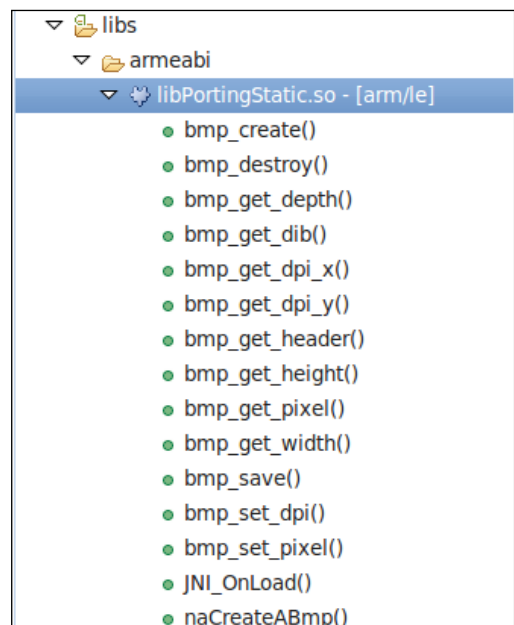 libs
armeabi
libPortingStatic.so - [arm/le]
bmp_create()
bmp_destroy()
bmp_get_depth()
bmp_get_dib()
bmp_get_dpi_x()
bmp_get_dpi_y()
bmp_get_header()
bmp_get_height()
bmp_get_pixel()
bmp_get_width()
bmp_save()
bmp_set_dpi()
bmp_set_pixel()
JNI_OnLoad()
naCreateABmp()